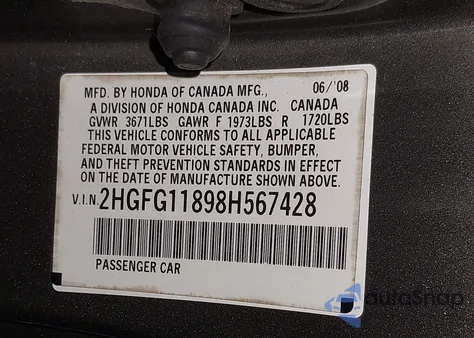 MFD. BY HONDA OF CANADA MFG., 06/'08
A DIVISION OF HONDA CANADA INC. CANADA
GVWR 3671LBS GAWR F 1973LBS R 1720LBS
THIS VEHICLE CONFORMS TO ALL APPLICABLE
FEDERAL MOTOR VEHICLE SAFETY, BUMPER,
AND THEFT PREVENTION STANDARDS IN EFFECT
ON THE DATE OF MANUFACTURE SHOWN ABOVE.
V.I.N. 2HGFG11898H567428
PASSENGER CAR
autoSnap